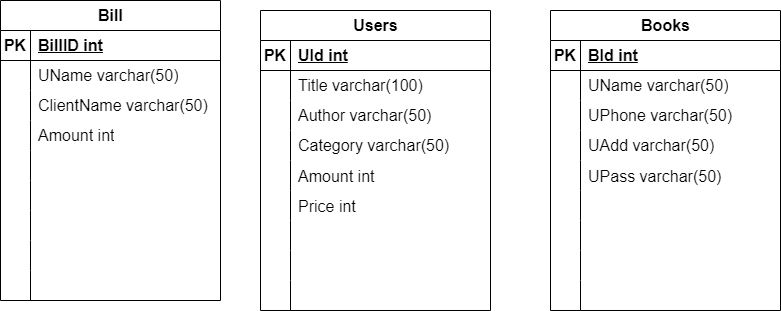 Bill
PK BillID int
UName varchar(50)
ClientName varchar(50)
Amount int
Users
PK UId int
Title varchar(100)
Author varchar(50)
Category varchar(50)
Amount int
Price int
Books
PK BId int
UName varchar(50)
UPhone varchar(50)
UAdd varchar(50)
UPass varchar(50)